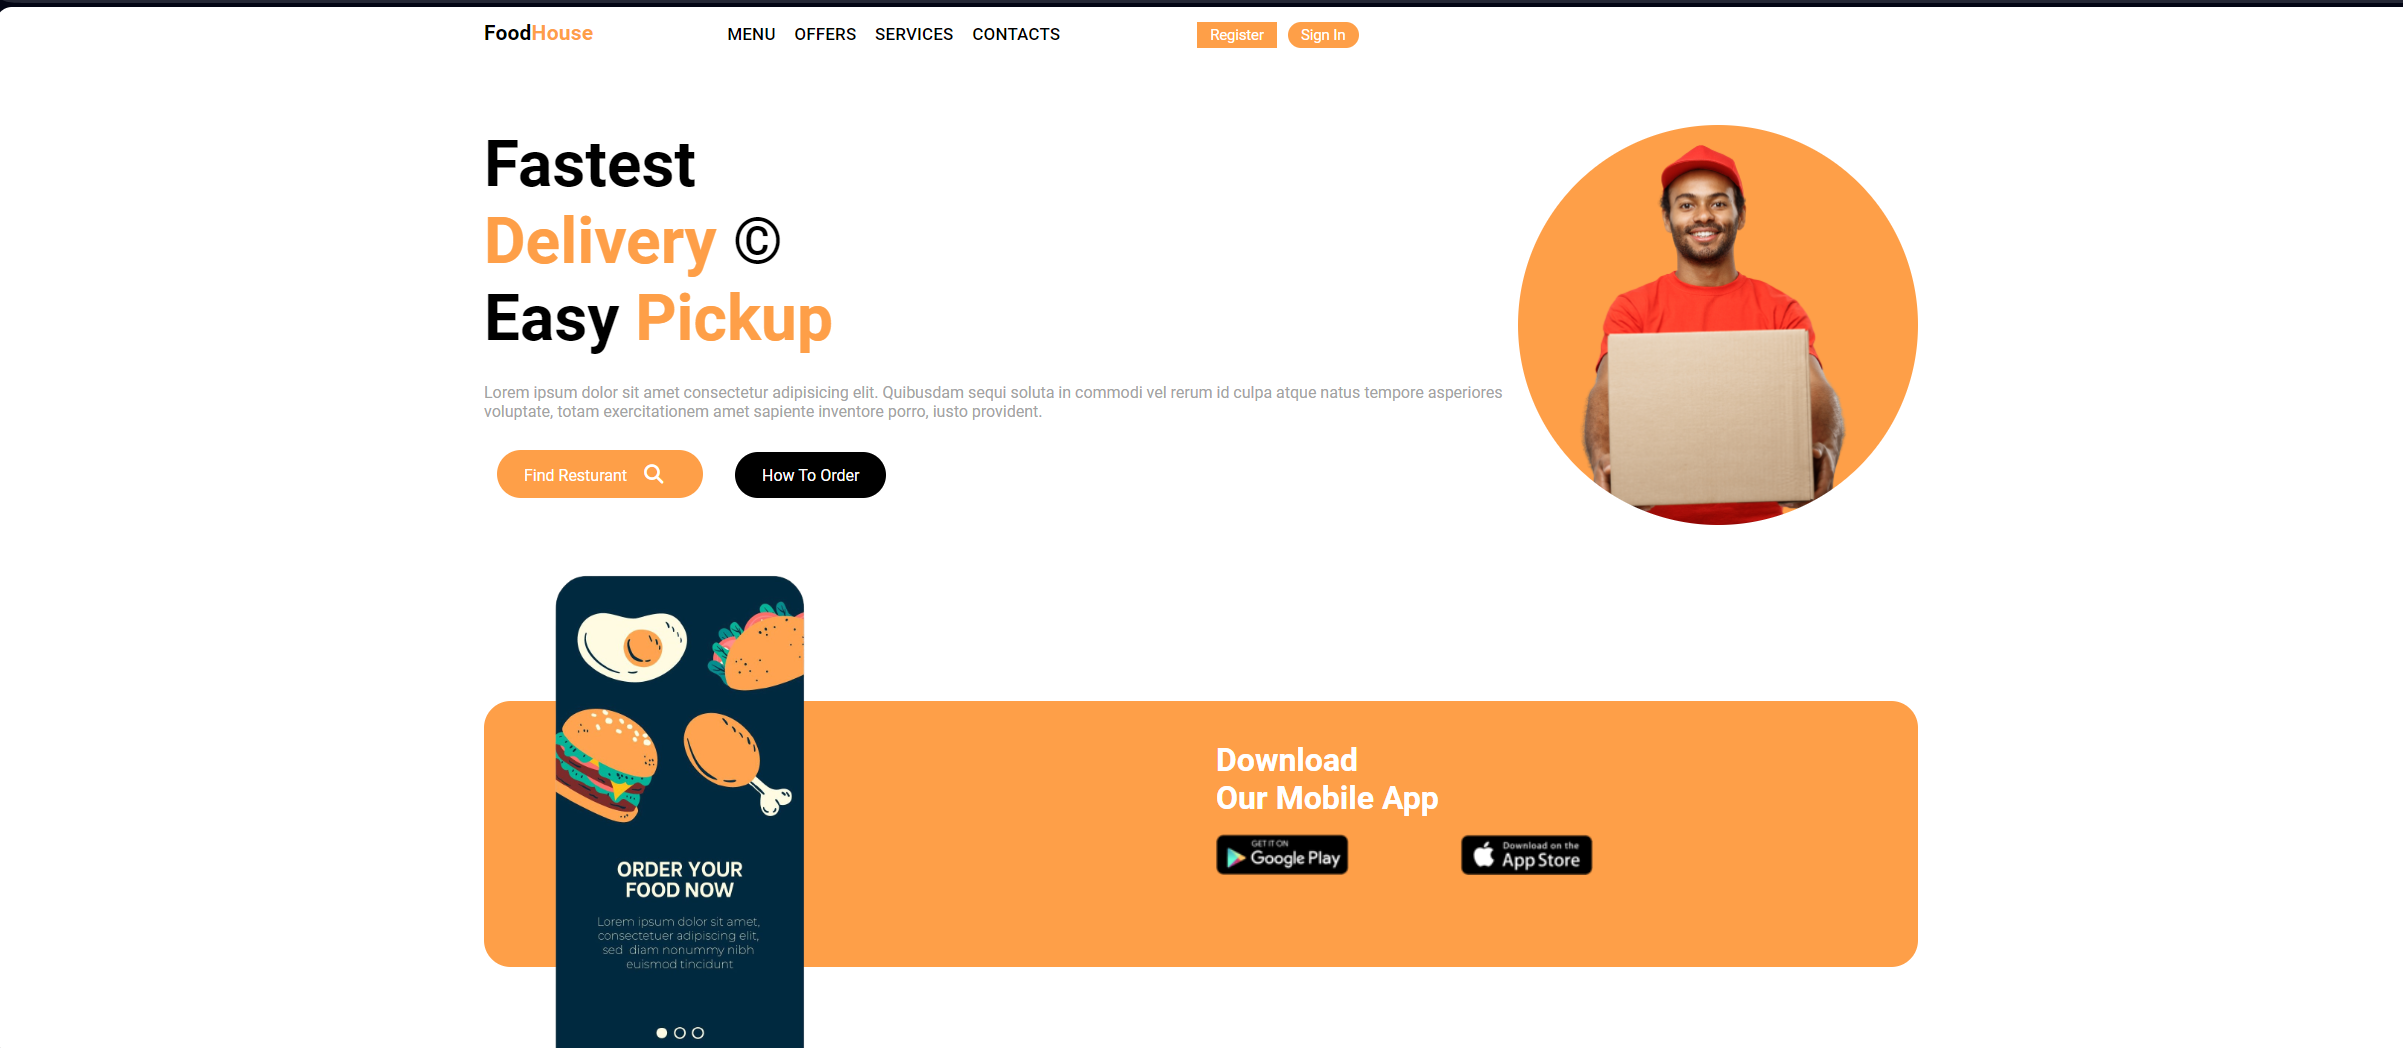 FoodHouse
MENU OFFERS SERVICES CONTACTS
Register
Sign In
Fastest
Delivery ©
Easy Pickup
Lorem ipsum dolor sit amet consectetur adipisicing elit. Quibusdam sequi soluta in commodi vel rerum id culpa atque natus tempore asperiores
voluptate, totam exercitationem amet sapiente inventore porro, iusto provident.
Find Resturant
How To Order
ORDER YOUR
FOOD NOW
Lorem ipsum dolor sit amet,
consectetuer adipiscing elit,
sed diam nonummy nibh
euismod tincidunt
Download
Our Mobile App
GET IT ON
Google Play
Download on the
App Store